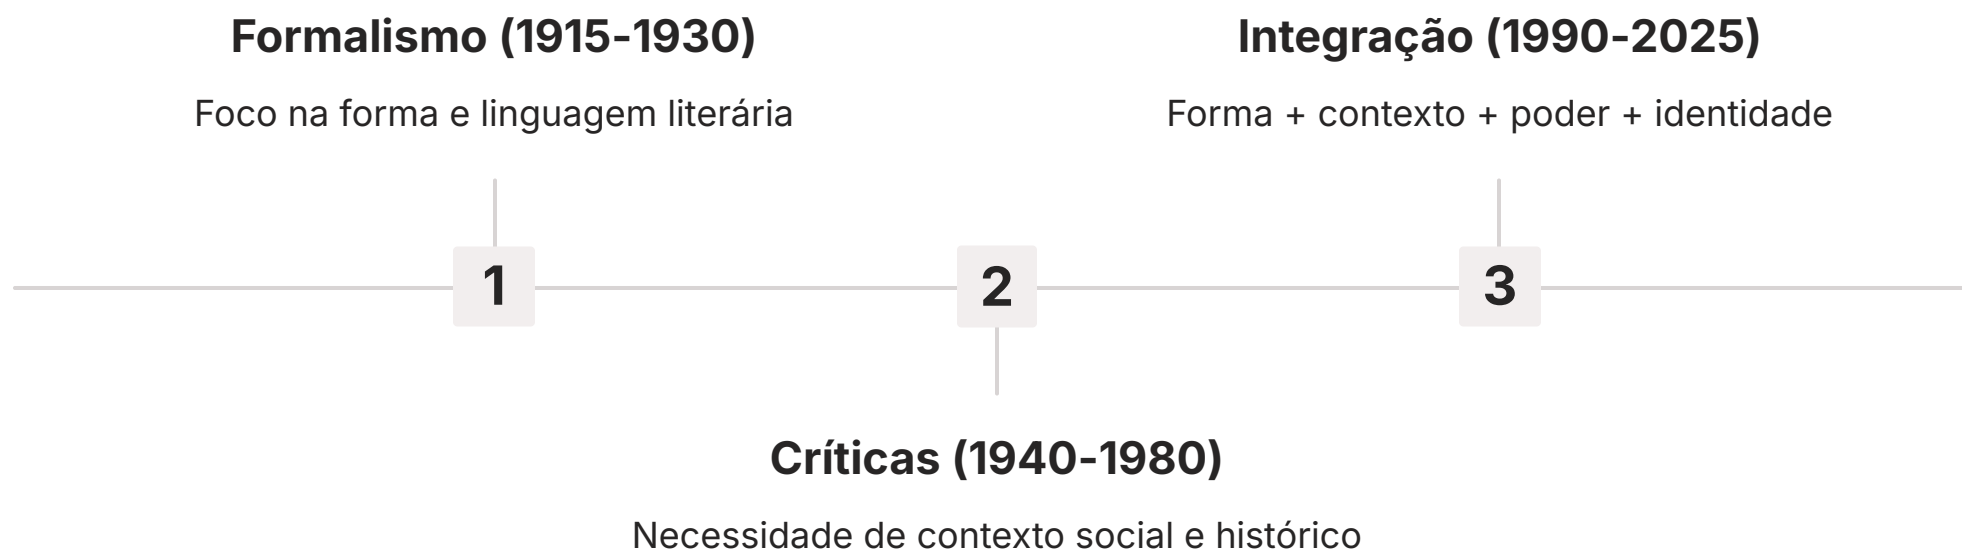 Formalismo (1915-1930)
Foco na forma e linguagem literária
Integração (1990-2025)
Forma + contexto + poder + identidade
1
2
3
Críticas (1940-1980)
Necessidade de contexto social e histórico